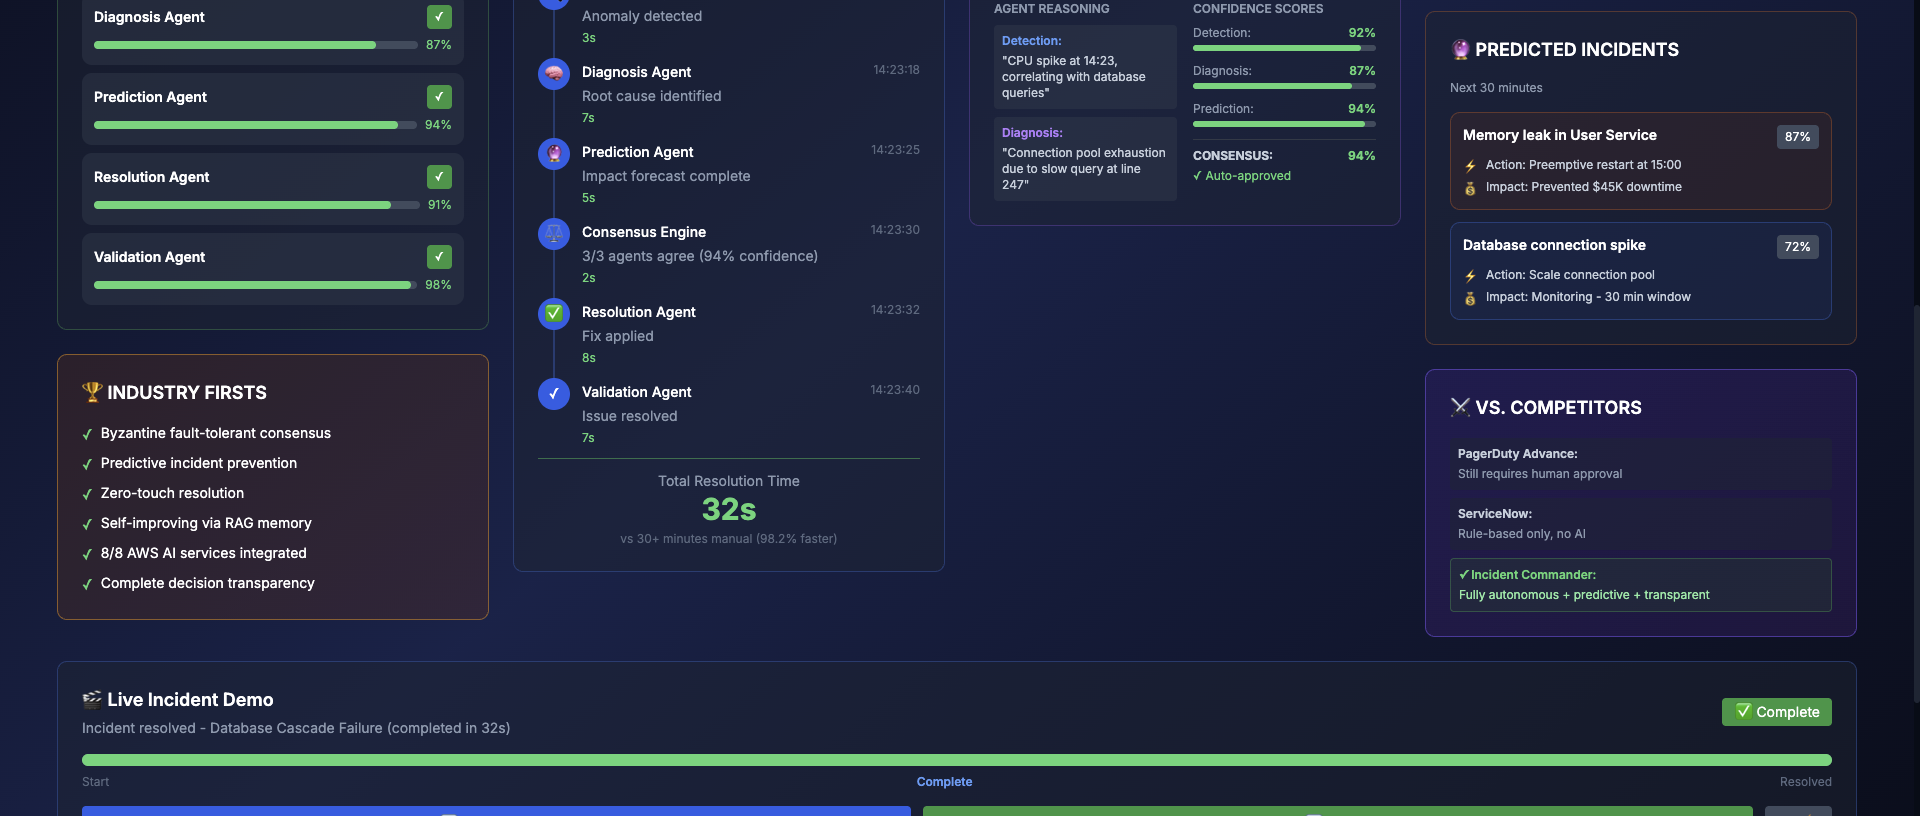 Diagnosis Agent
✓
87%
Prediction Agent
✓
94%
Resolution Agent
✓
91%
Validation Agent
✓
98%
INDUSTRY FIRSTS
✓ Byzantine fault-tolerant consensus
✓ Predictive incident prevention
✓ Zero-touch resolution
✓ Self-improving via RAG memory
✓ 8/8 AWS AI services integrated
✓ Complete decision transparency
Anomaly detected
3s
Diagnosis Agent 14:23:18
Root cause identified
7s
Prediction Agent 14:23:25
Impact forecast complete
5s
Consensus Engine 14:23:30
3/3 agents agree (94% confidence)
2s
Resolution Agent 14:23:32
Fix applied
8s
Validation Agent 14:23:40
Issue resolved
7s
Total Resolution Time
32s
vs 30+ minutes manual (98.2% faster)
AGENT REASONING
Detection:
"CPU spike at 14:23,
correlating with database
queries"
Diagnosis:
"Connection pool exhaustion
due to slow query at line
247"
CONFIDENCE SCORES
Detection: 92%
Diagnosis: 87%
Prediction: 94%
CONSENSUS: 94%
✓ Auto-approved
PREDICTED INCIDENTS
Next 30 minutes
Memory leak in User Service 87%
Action: Preemptive restart at 15:00
Impact: Prevented $45K downtime
Database connection spike 72%
Action: Scale connection pool
Impact: Monitoring - 30 min window
VS. COMPETITORS
PagerDuty Advance:
Still requires human approval
ServiceNow:
Rule-based only, no AI
✓ Incident Commander:
Fully autonomous + predictive + transparent
Live Incident Demo
Incident resolved - Database Cascade Failure (completed in 32s)
Complete
Start Complete Resolved